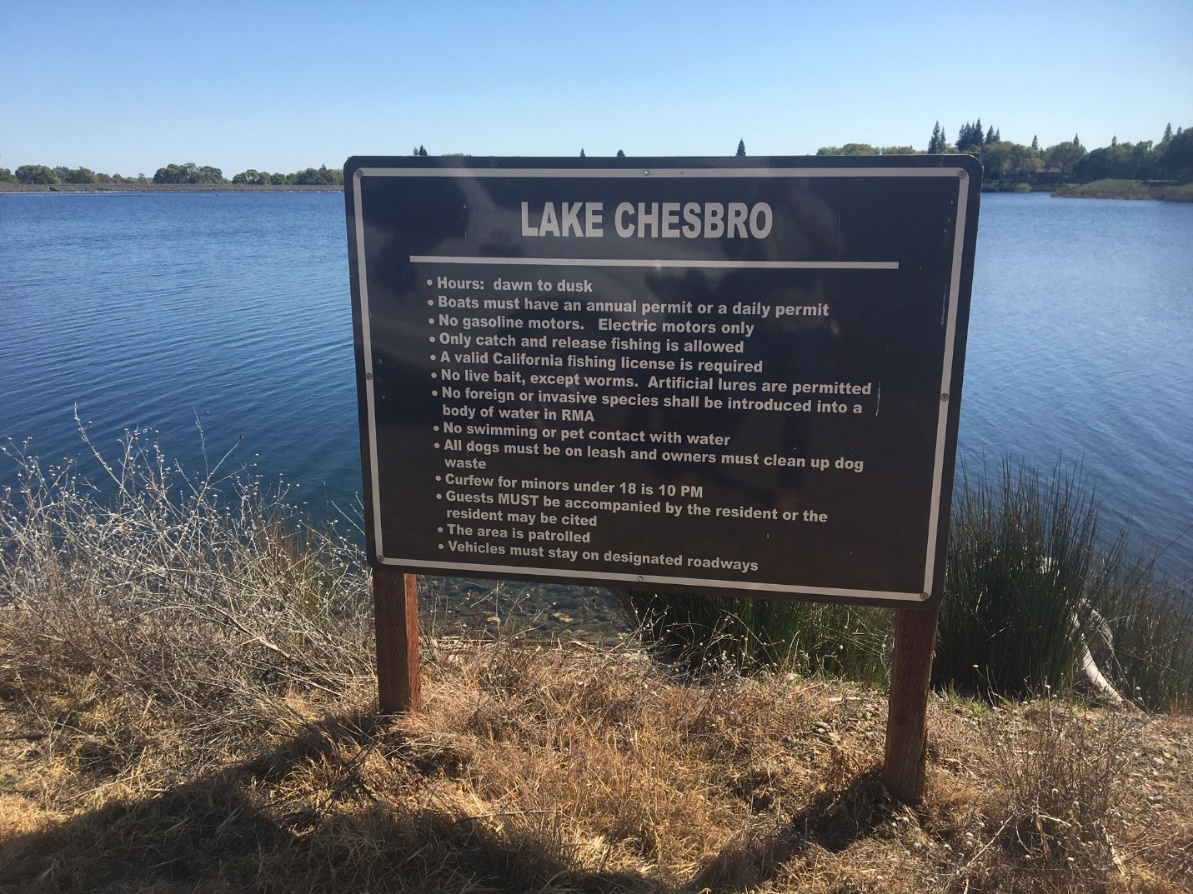 LAKE CHESBRO
• Hours: dawn to dusk
• Boats must have an annual permit or a daily permit
• No gasoline motors. Electric motors only
• Only catch and release fishing is allowed
• A valid California fishing license is required
• No live bait, except worms. Artificial lures are permitted
• No foreign or invasive species shall be introduced into a
body of water in RMA
• No swimming or pet contact with water
• All dogs must be on leash and owners must clean up dog
waste
• Curfew for minors under 18 is 10 PM
• Guests MUST be accompanied by the resident or the
resident may be cited
• The area is patrolled
• Vehicles must stay on designated roadways